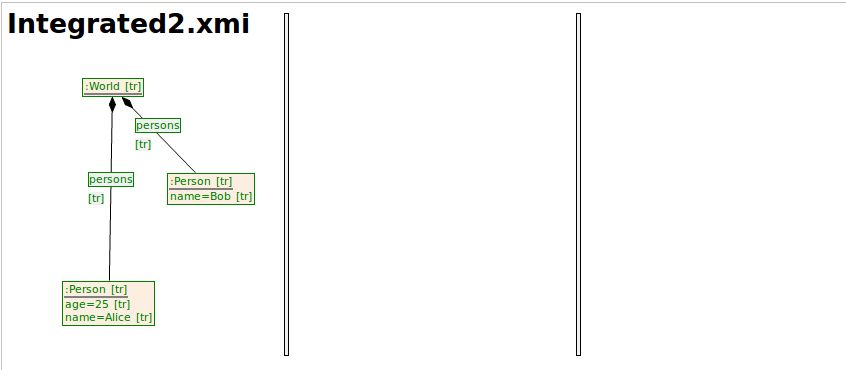 Integrated2.xmi
:World [tr]
persons
[tr]
persons
[tr]
:Person [tr]
name=Bob [tr]
:Person [tr]
age=25 [tr]
name=Alice [tr]